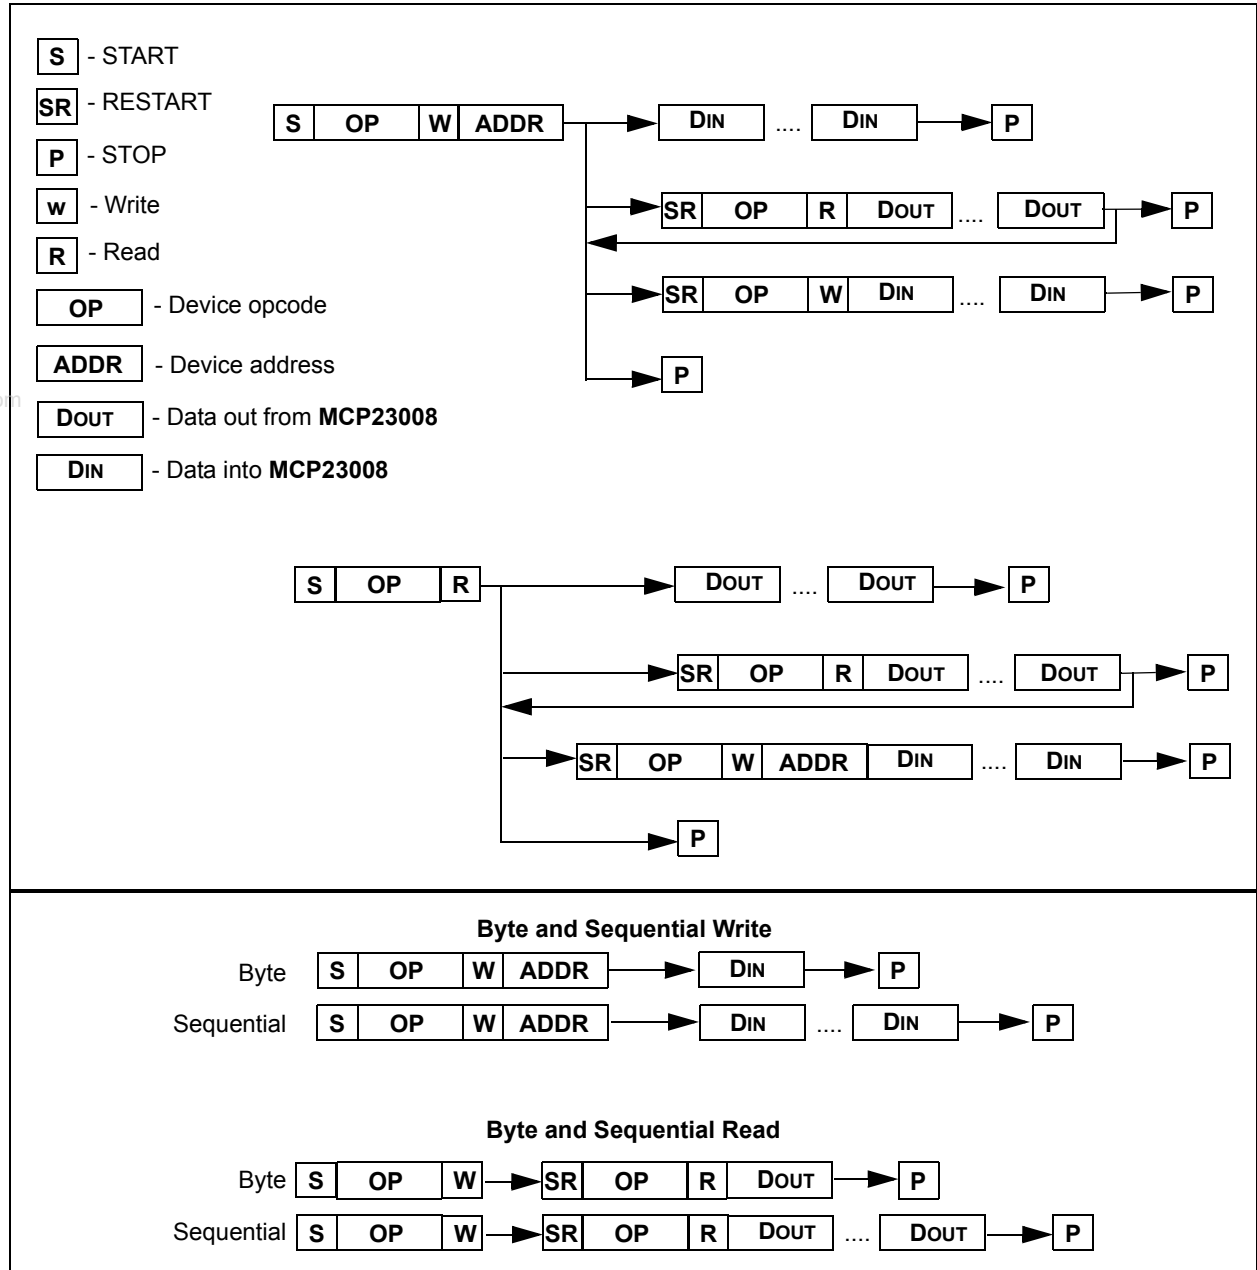 S - START
SR - RESTART
P - STOP
w - Write
R - Read
OP - Device opcode
ADDR - Device address
DOUT - Data out from MCP23008
DIN - Data into MCP23008
S OP W ADDR DIN .... DIN P
SR OP R DOUT .... DOUT P
SR OP W DIN .... DIN P
P
om
S OP R DOUT .... DOUT P
SR OP R DOUT .... DOUT P
SR OP W ADDR DIN .... DIN P
P
Byte and Sequential Write
Byte S OP W ADDR DIN P
Sequential S OP W ADDR DIN .... DIN P
Byte and Sequential Read
Byte S OP W SR OP R DOUT P
Sequential S OP W SR OP R DOUT .... DOUT P